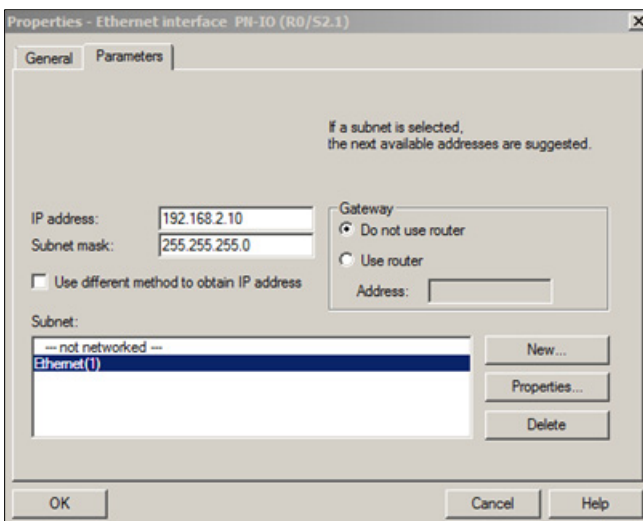 Properties - Ethernet interface PN-IO (R0/S2.1)
General Parameters
If a subnet is selected,
the next available addresses are suggested.
IP address: 192.168.2.10
Subnet mask: 255.255.255.0
Use different method to obtain IP address
Gateway
Do not use router
Use router
Address:
Subnet:
--- not networked ---
Ethernet(1)
New...
Properties...
Delete
OK Cancel Help